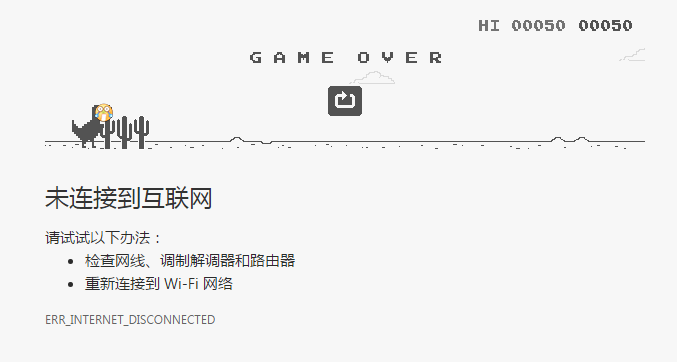 HI 00050 00050
GAME OVER
未连接到互联网
请试试以下办法：
• 检查网线、调制解调器和路由器
• 重新连接到 Wi-Fi 网络
ERR_INTERNET_DISCONNECTED